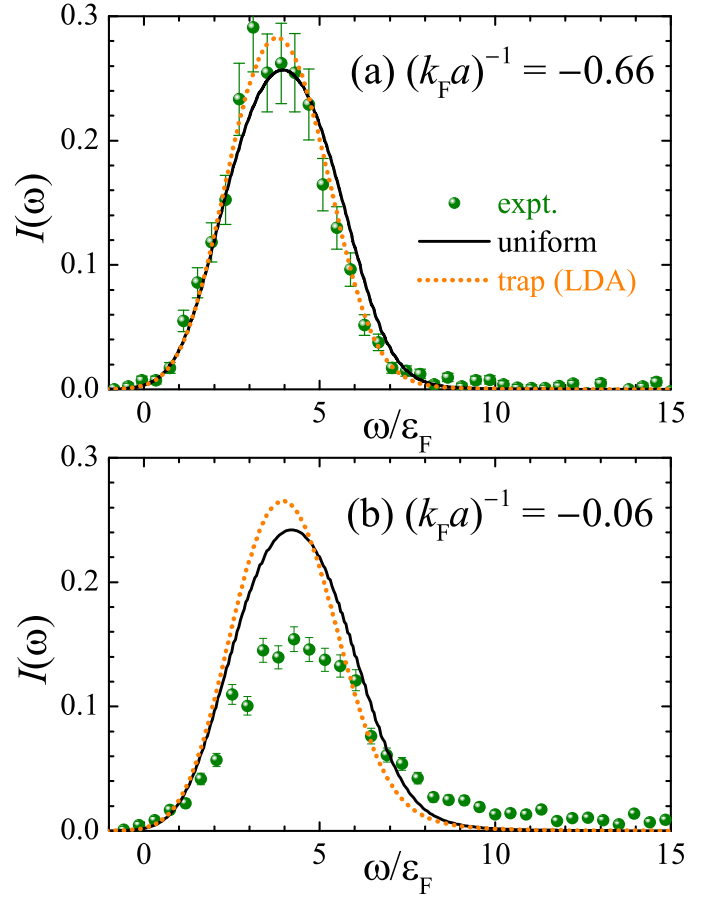 0.3
(a) (k_F a)⁻¹ = −0.66
0.2
I(ω)
expt.
uniform
0.1
trap (LDA)
0.0
0 5 10 15
ω/ε_F
0.3
(b) (k_F a)⁻¹ = −0.06
0.2
I(ω)
0.1
0.0
0 5 10 15
ω/ε_F